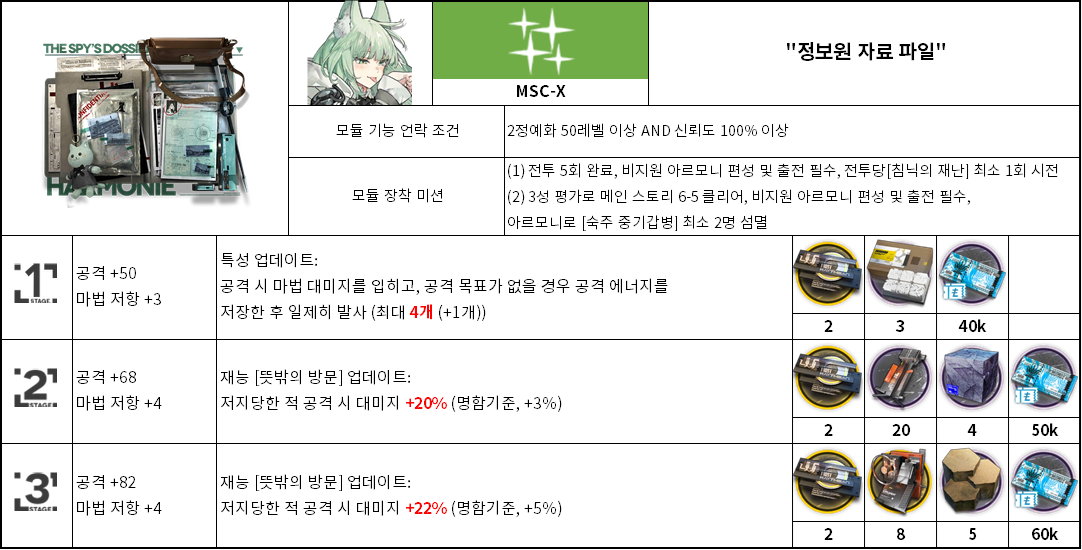 THE SPY'S DOSSI
CONFIDENTIAL
HARMONIE
MSC-X
"정보원 자료 파일"
모듈 기능 언락 조건
2정예화 50레벨 이상 AND 신뢰도 100% 이상
모듈 장착 미션
(1) 전투 5회 완료, 비지원 아르모니 편성 및 출전 필수, 전투당[침닉의 재난] 최소 1회 시전
(2) 3성 평가로 메인 스토리 6-5 클리어, 비지원 아르모니 편성 및 출전 필수,
아르모니로 [숙주 중기갑병] 최소 2명 섬멸
1
STAGE
공격 +50
마법 저항 +3
특성 업데이트:
공격 시 마법 대미지를 입히고, 공격 목표가 없을 경우 공격 에너지를
저장한 후 일제히 발사 (최대 4개 (+1개))
2
3
40k
2
STAGE
공격 +68
마법 저항 +4
재능 [뜻밖의 방문] 업데이트:
저지당한 적 공격 시 대미지 +20% (명함기준, +3%)
2
20
4
50k
3
STAGE
공격 +82
마법 저항 +4
재능 [뜻밖의 방문] 업데이트:
저지당한 적 공격 시 대미지 +22% (명함기준, +5%)
2
8
5
60k